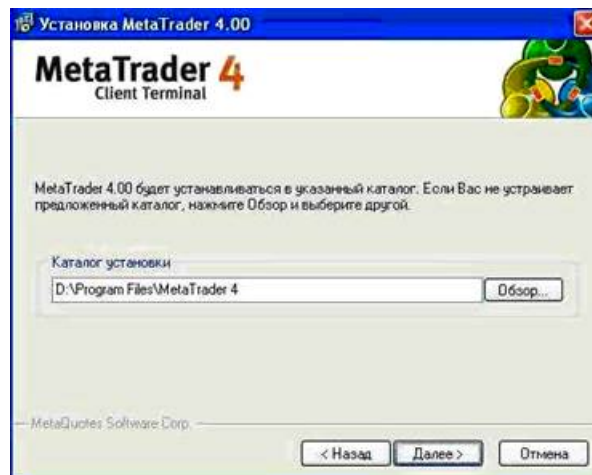 Установка MetaTrader 4.00
MetaTrader 4
Client Terminal
MetaTrader 4.00 будет устанавливаться в указанный каталог. Если Вас не устраивает
предложенный каталог, нажмите Обзор и выберите другой.
Каталог установки
D:\Program Files\MetaTrader 4
Обзор...
MetaQuotes Software Corp.
< Назад
Далее >
Отмена